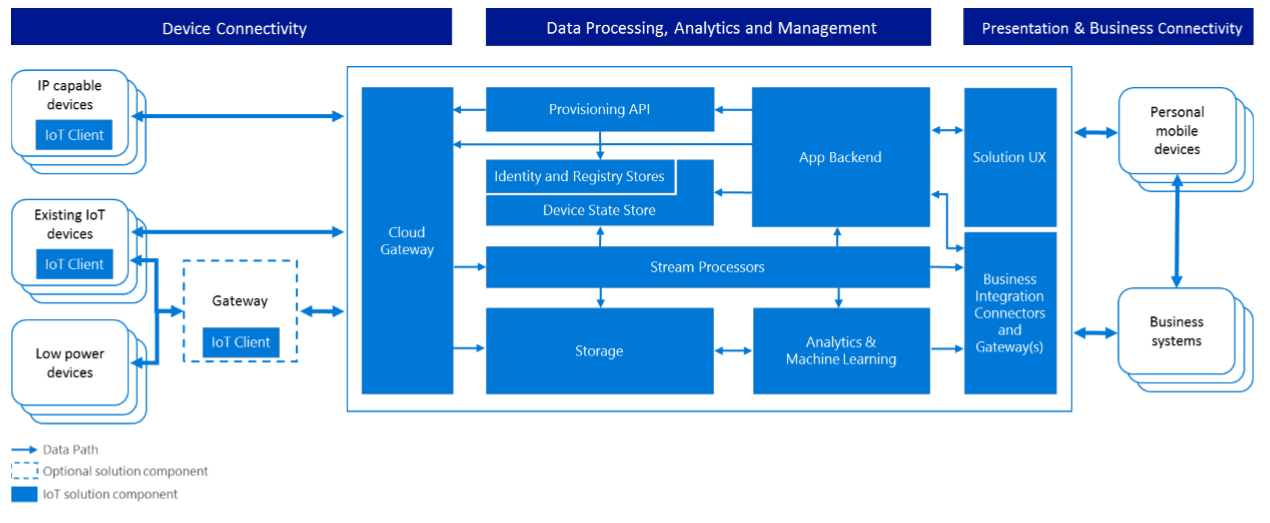 Device Connectivity
Data Processing, Analytics and Management
Presentation & Business Connectivity
IP capable
devices
IoT Client
Existing IoT
devices
IoT Client
Gateway
IoT Client
Low power
devices
Cloud
Gateway
Provisioning API
Identity and Registry Stores
Device State Store
App Backend
Stream Processors
Storage
Analytics &
Machine Learning
Solution UX
Business
Integration
Connectors
and
Gateway(s)
Personal
mobile
devices
Business
systems
Data Path
Optional solution component
IoT solution component